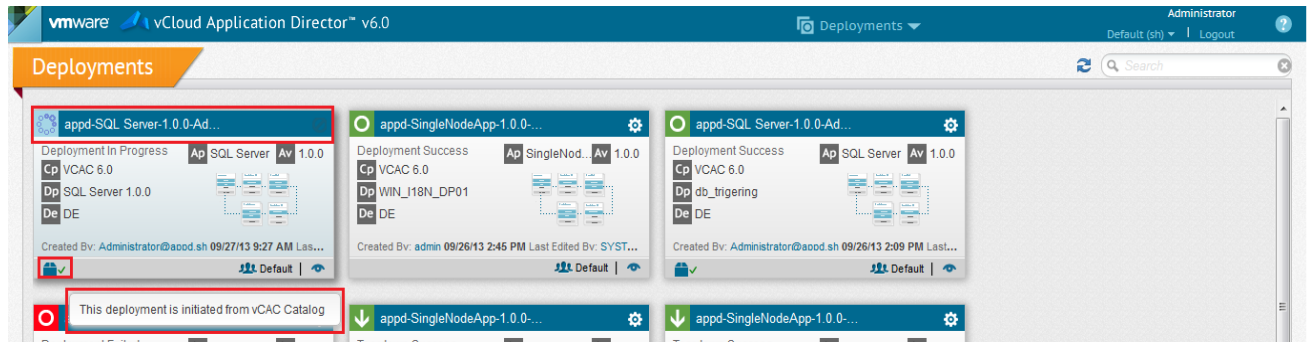 vmware vCloud Application Director™ v6.0
Deployments
Administrator
Default (sh) | Logout
?
Deployments
Search
appd-SQL Server-1.0.0-Ad...
Deployment In Progress Ap SQL Server Av 1.0.0
Cp VCAC 6.0
Dp SQL Server 1.0.0
De DE
Created By: Administrator@appd.sh 09/27/13 9:27 AM Las...
Default |
This deployment is initiated from vCAC Catalog
appd-SingleNodeApp-1.0.0-...
Deployment Success Ap SingleNod... Av 1.0.0
Cp VCAC 6.0
Dp WIN_I18N_DP01
De DE
Created By: admin 09/26/13 2:45 PM Last Edited By: SYST...
Default |
appd-SQL Server-1.0.0-Ad...
Deployment Success Ap SQL Server Av 1.0.0
Cp VCAC 6.0
Dp db_trigering
De DE
Created By: Administrator@appd.sh 09/26/13 2:09 PM Last...
Default |
appd-SingleNodeApp-1.0.0-...
appd-SingleNodeApp-1.0.0-...